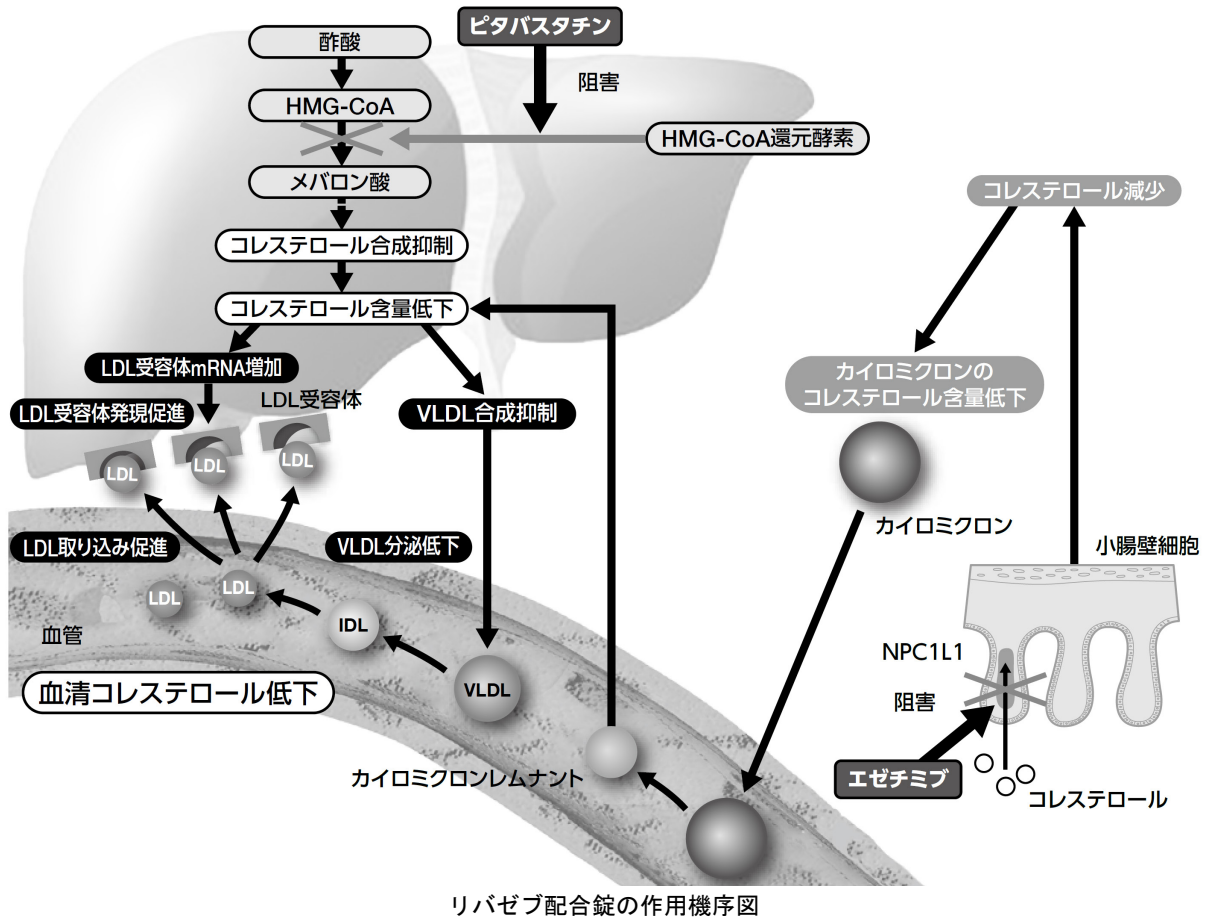 ピタバスタチン
酢酸
阻害
HMG-CoA
HMG-CoA還元酵素
メバロン酸
コレステロール減少
コレステロール合成抑制
コレステロール含量低下
LDL受容体mRNA増加
カイロミクロンの
コレステロール含量低下
LDL受容体発現促進
LDL受容体
VLDL合成抑制
LDL
LDL
LDL
カイロミクロン
LDL取り込み促進
VLDL分泌低下
小腸壁細胞
LDL
LDL
IDL
血管
NPC1L1
VLDL
血清コレステロール低下
阻害
カイロミクロンレムナント
エゼチミブ
コレステロール
リバゼブ配合錠の作用機序図